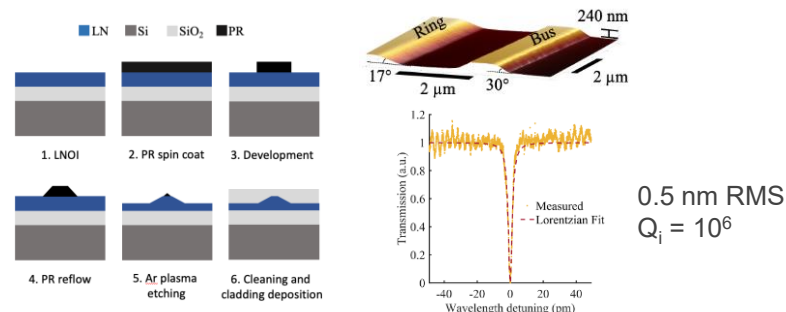 LN Si SiO₂ PR
1. LNOI
2. PR spin coat
3. Development
4. PR reflow
5. Ar plasma
etching
6. Cleaning and
cladding deposition
Ring
Bus
240 nm
17°
2 µm
30°
2 µm
1.2
1
0.8
0.6
0.4
0.2
0
Transmission (a.u.)
Measured
Lorentzian Fit
-40 -20 0 20 40
Wavelength detuning (pm)
0.5 nm RMS
Qᵢ = 10⁶